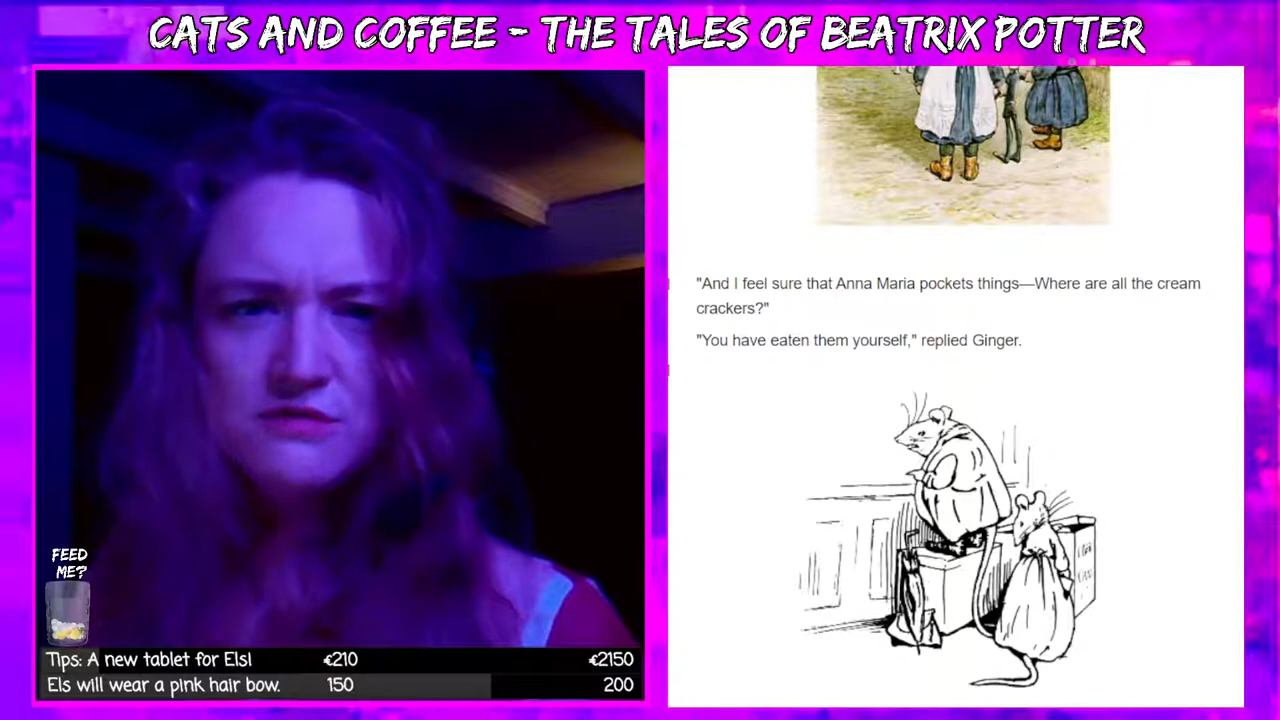 CATS AND COFFEE - THE TALES OF BEATRIX POTTER
"And I feel sure that Anna Maria pockets things—Where are all the cream
crackers?"
"You have eaten them yourself," replied Ginger.
FEED
ME?
Tips: A new tablet for Els! €210 €2150
Els will wear a pink hair bow. 150 200